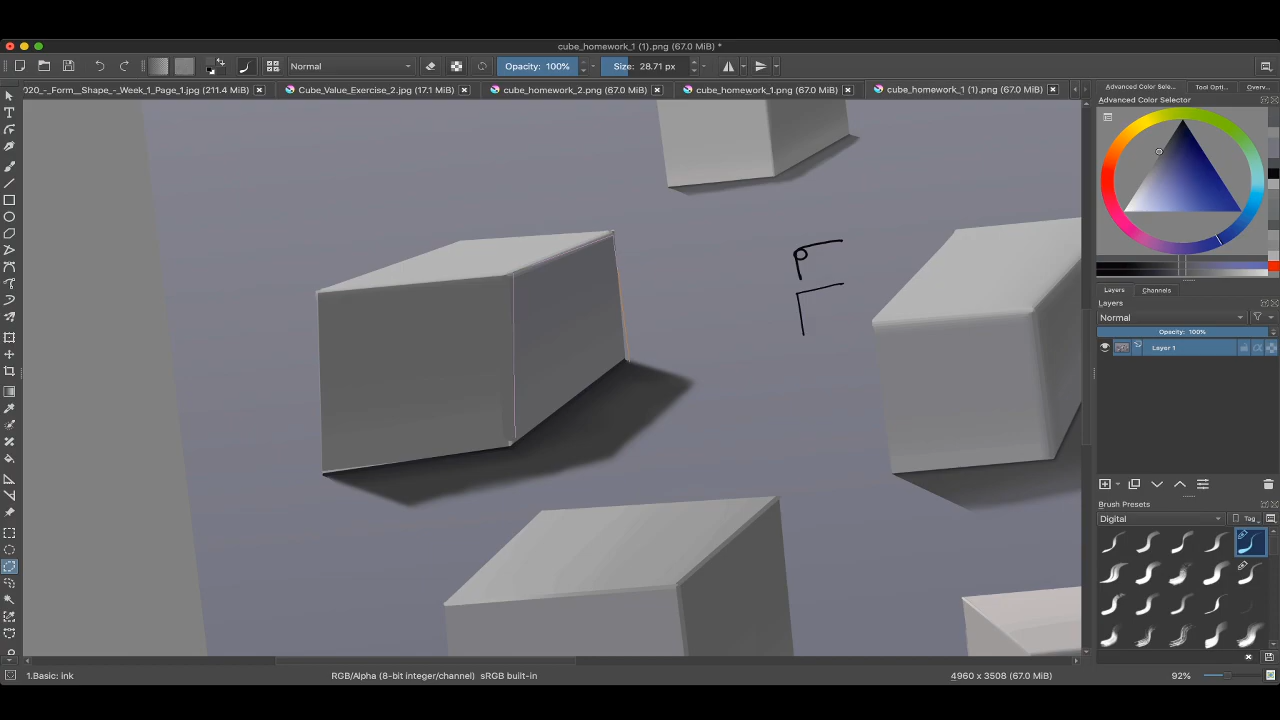 cube_homework_1 (1).png (67.0 MiB) *
Normal
Opacity: 100%
Size: 28.71 px
020_-_Form__Shape_-_Week_1_Page_1.jpg (211.4 MiB)
Cube_Value_Exercise_2.jpg (17.1 MiB)
cube_homework_2.png (67.0 MiB)
cube_homework_1.png (67.0 MiB)
cube_homework_1 (1).png (67.0 MiB)
Advanced Color Sele...
Tool Opti...
Overv...
Advanced Color Selector
Layers
Channels
Layers
Normal
Opacity: 100%
Layer 1
Brush Presets
Digital
Tag
1.Basic: ink
RGB/Alpha (8-bit integer/channel) sRGB built-in
4960 x 3508 (67.0 MiB)
92%